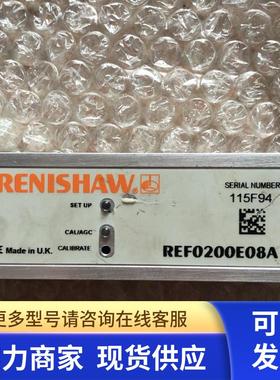 RENISHAW
SERIAL NUMBER
115F94
SET UP
CAL/AGC
CALIBRATE
Made in U.K.
REF0200E08A
更多型号请咨询在线客服
力商家 现货供应
可